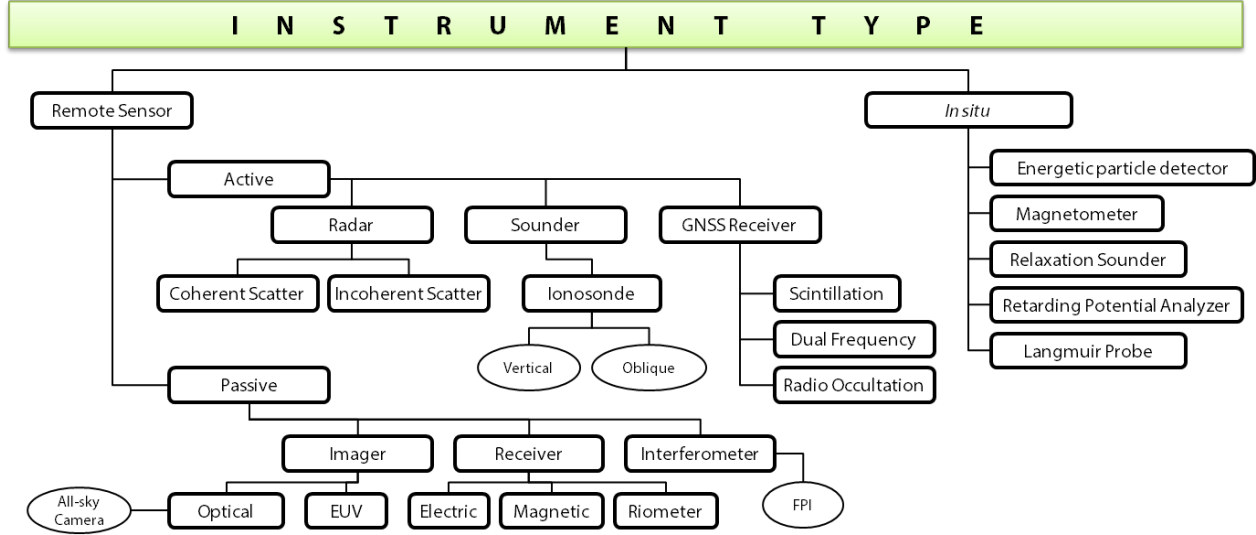 INSTRUMENT TYPE
Remote Sensor
In situ
Active
Energetic particle detector
Radar
Sounder
GNSS Receiver
Magnetometer
Relaxation Sounder
Coherent Scatter
Incoherent Scatter
Ionosonde
Scintillation
Retarding Potential Analyzer
Dual Frequency
Langmuir Probe
Vertical
Oblique
Passive
Radio Occultation
Imager
Receiver
Interferometer
All-sky
Camera
Optical
EUV
Electric
Magnetic
Riometer
FPI